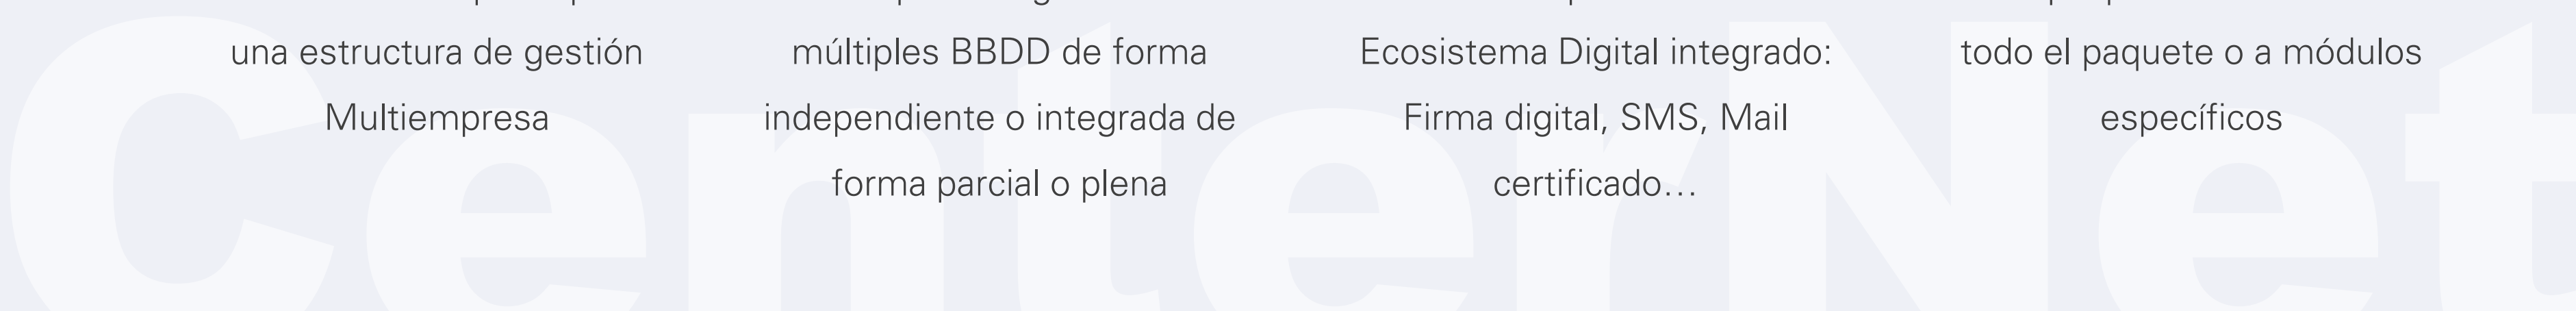 una estructura de gestión
Multiempresa
múltiples BBDD de forma
independiente o integrada de
forma parcial o plena
Ecosistema Digital integrado:
Firma digital, SMS, Mail
certificado…
todo el paquete o a módulos
específicos
CenterNet